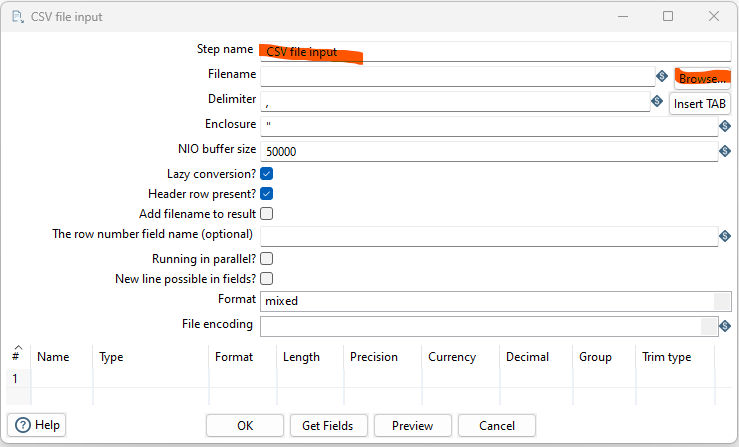 CSV file input
Step name CSV file input
Filename Browse...
Delimiter , Insert TAB
Enclosure "
NIO buffer size 50000
Lazy conversion?
Header row present?
Add filename to result
The row number field name (optional)
Running in parallel?
New line possible in fields?
Format mixed
File encoding
# Name Type Format Length Precision Currency Decimal Group Trim type
1
Help OK Get Fields Preview Cancel